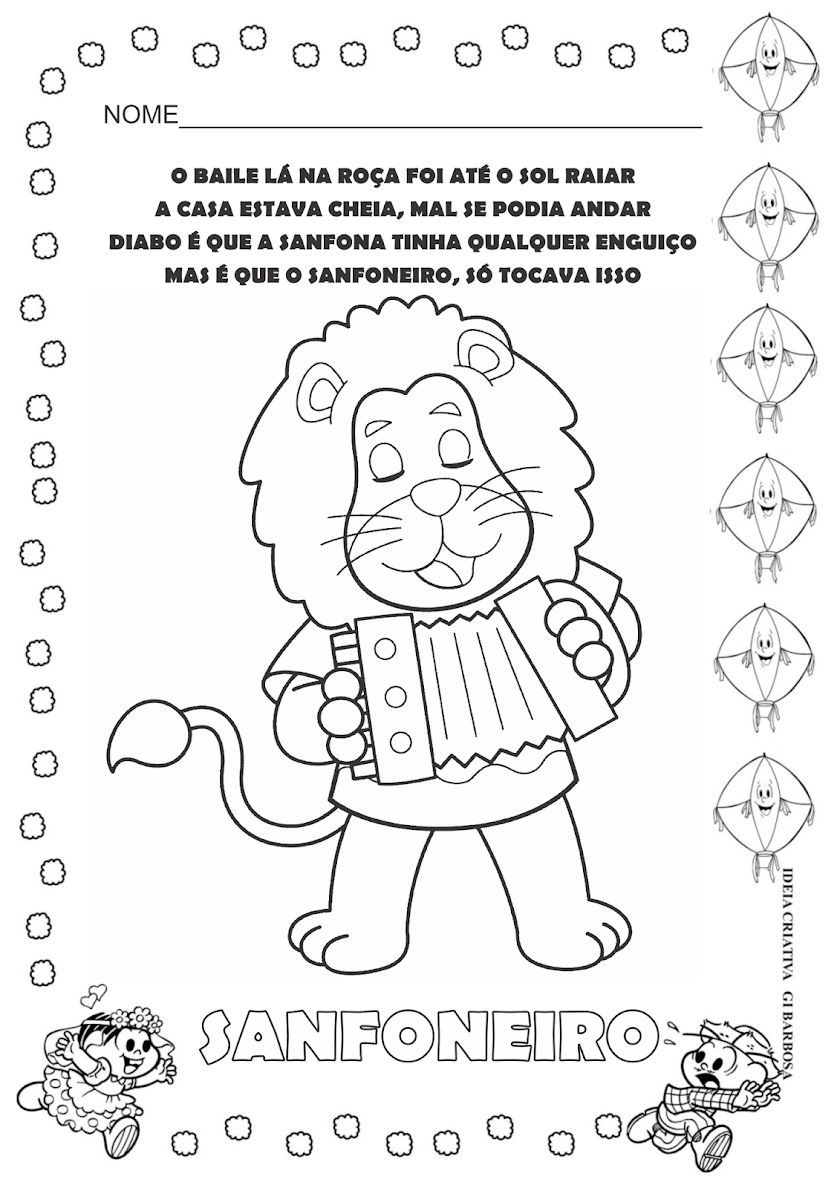 NOME
O BAILE LÁ NA ROÇA FOI ATÉ O SOL RAIAR
A CASA ESTAVA CHEIA, MAL SE PODIA ANDAR
DIABO É QUE A SANFONA TINHA QUALQUER ENGUIÇO
MAS É QUE O SANFONEIRO, SÓ TOCAVA ISSO
SANFONEIRO
IDEIA CRIATIVA GI BARBOSA